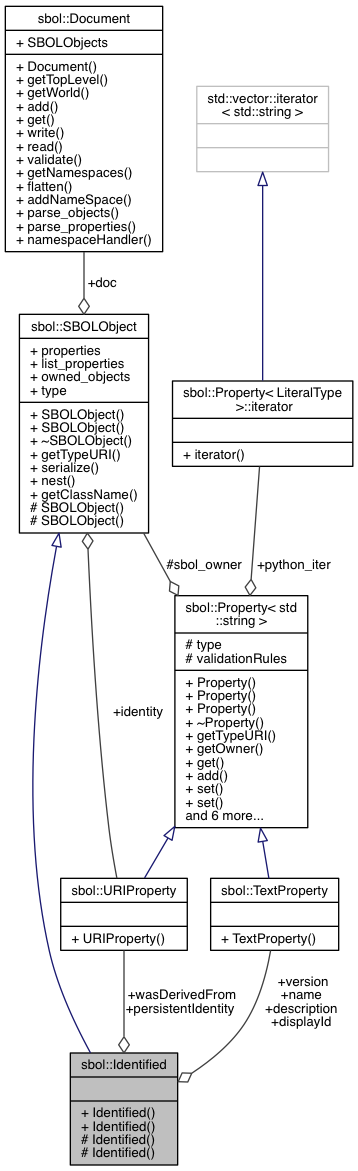 sbol::Document
+ SBOLObjects
+ Document()
+ getTopLevel()
+ getWorld()
+ add()
+ get()
+ write()
+ read()
+ validate()
+ getNamespaces()
+ flatten()
+ addNameSpace()
+ parse_objects()
+ parse_properties()
+ namespaceHandler()
std::vector::iterator
< std::string >
+doc
sbol::SBOLObject
+ properties
+ list_properties
+ owned_objects
+ type
+ SBOLObject()
+ SBOLObject()
+ ~SBOLObject()
+ getTypeURI()
+ serialize()
+ nest()
+ getClassName()
# SBOLObject()
# SBOLObject()
sbol::Property< LiteralType
>::iterator
+ iterator()
#sbol_owner
+python_iter
sbol::Property< std
::string >
# type
# validationRules
+ Property()
+ Property()
+ Property()
+ ~Property()
+ getTypeURI()
+ getOwner()
+ get()
+ add()
+ set()
+ set()
and 6 more...
+identity
sbol::URIProperty
+ URIProperty()
sbol::TextProperty
+ TextProperty()
+wasDerivedFrom
+persistentIdentity
+version
+name
+description
+displayId
sbol::Identified
+ Identified()
+ Identified()
# Identified()
# Identified()